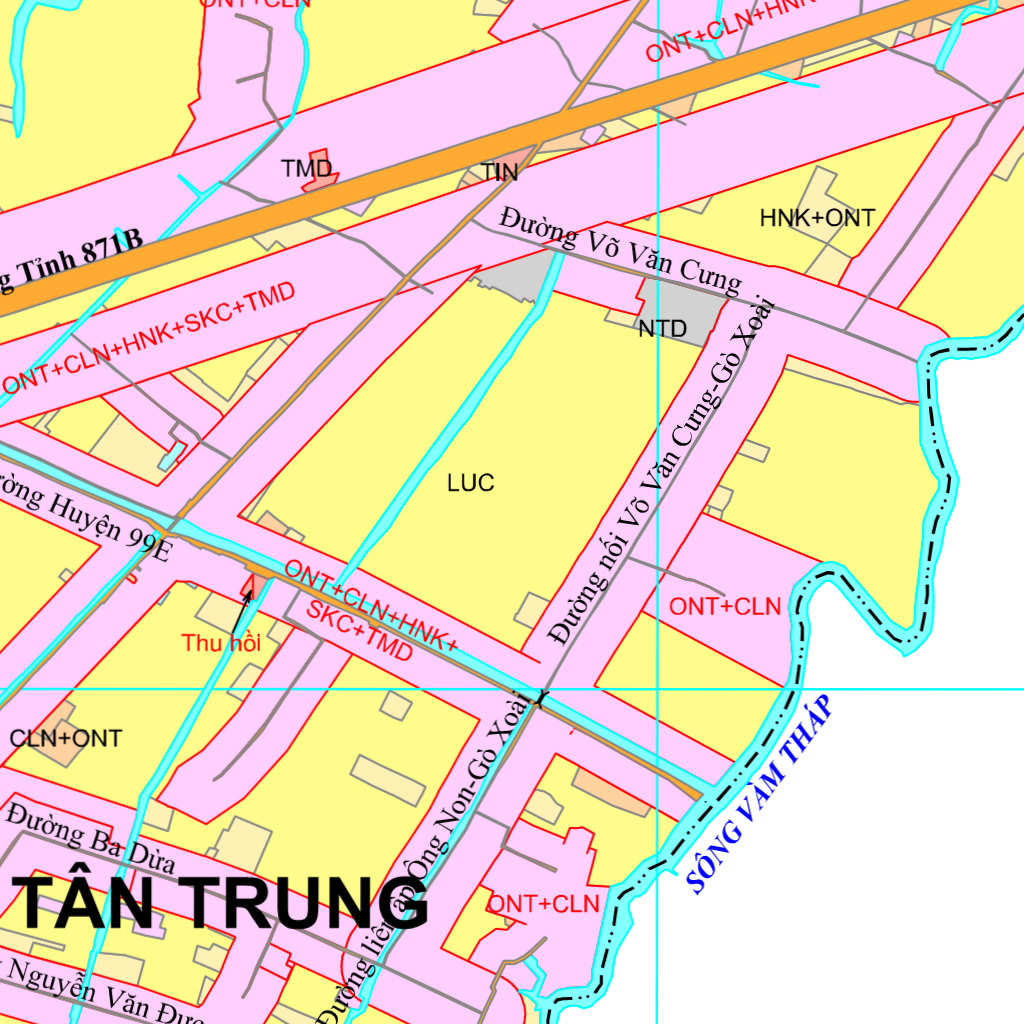 ONT+CLN
ONT+CLN+HNK
TMD
TIN
HNK+ONT
Đường Võ Văn Cưng
Tỉnh 871B
ONT+CLN+HNK+SKC+TMD
NTD
LUC
Đường nối Võ Văn Cưng-Gò Xoài
Huyện 99E
ONT+CLN+HNK+
SKC+TMD
ONT+CLN
Thu hồi
CLN+ONT
SÔNG VÀM THÁP
Đường Ba Dừa
TÂN TRUNG
Đường liên ấp Ông Non-Gò Xoài
ONT+CLN
Nguyễn Văn